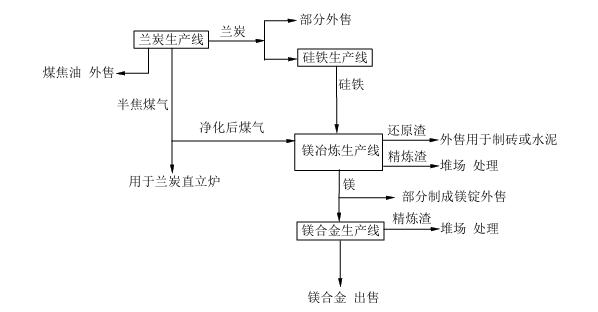 部分外售
兰炭
兰炭生产线
硅铁生产线
煤焦油 外售
硅铁
半焦煤气
净化后煤气
还原渣
外售用于制砖或水泥
镁冶炼生产线
精炼渣
堆场 处理
用于兰炭直立炉
镁
部分制成镁锭外售
精炼渣
镁合金生产线
堆场 处理
镁合金 出售